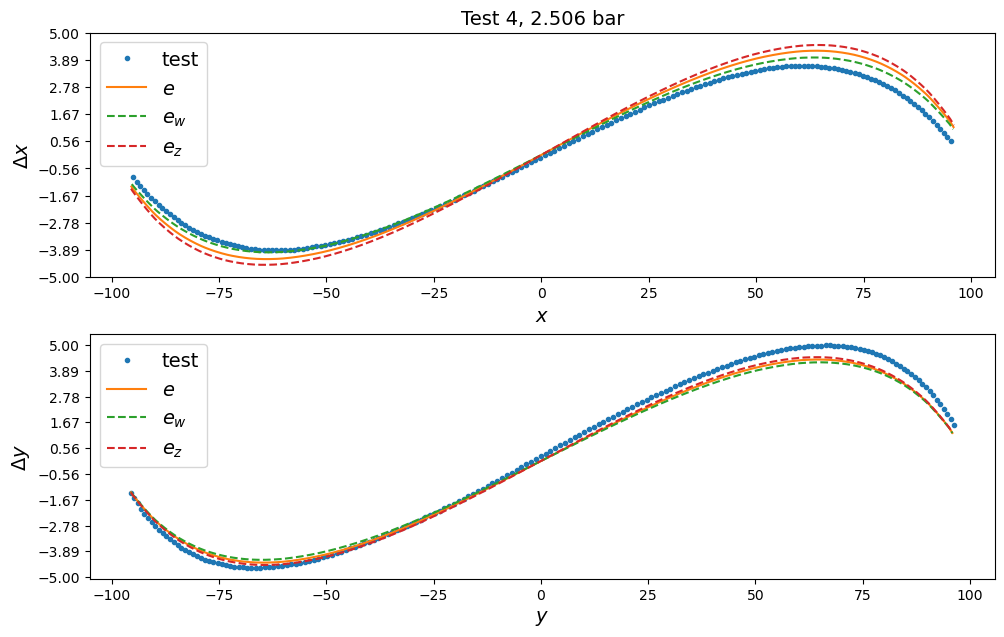 Test 4, 2.506 bar
5.00
3.89
2.78
1.67
0.56
−0.56
−1.67
−2.78
−3.89
−5.00
Δx
test
e
e_w
e_z
−100 −75 −50 −25 0 25 50 75 100
x
5.00
3.89
2.78
1.67
0.56
−0.56
−1.67
−2.78
−3.89
−5.00
Δy
test
e
e_w
e_z
−100 −75 −50 −25 0 25 50 75 100
y